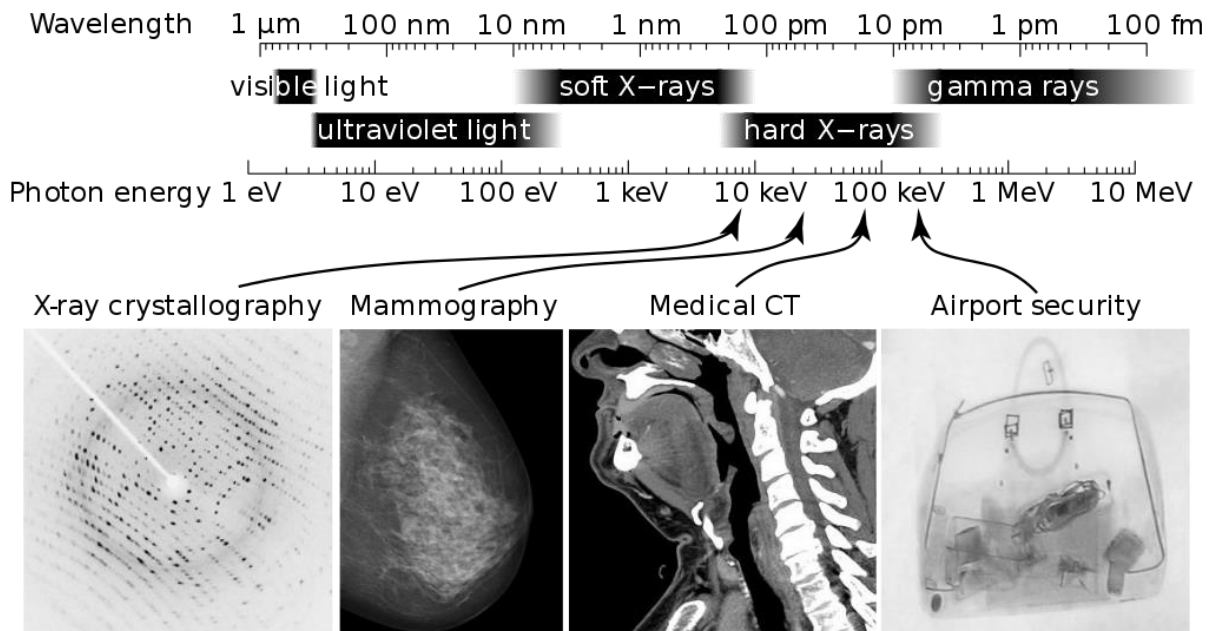 Wavelength 1 μm 100 nm 10 nm 1 nm 100 pm 10 pm 1 pm 100 fm
visible light soft X−rays gamma rays
ultraviolet light hard X−rays
Photon energy 1 eV 10 eV 100 eV 1 keV 10 keV 100 keV 1 MeV 10 MeV
X-ray crystallography Mammography Medical CT Airport security